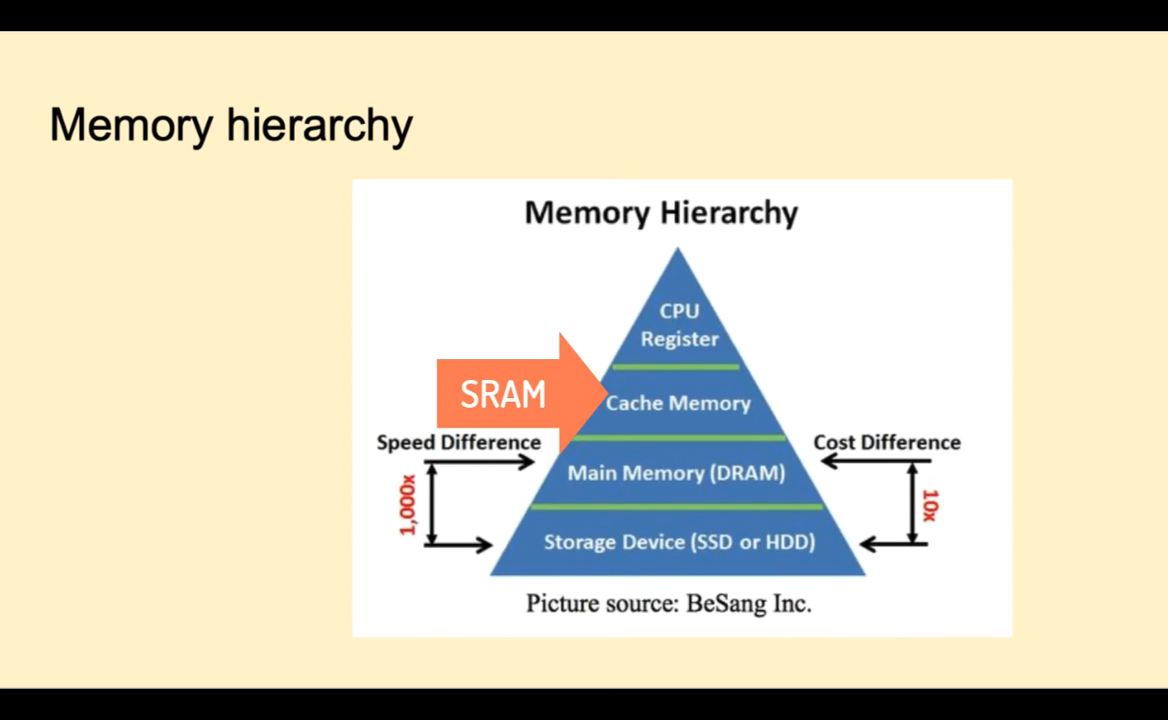 Memory hierarchy
Memory Hierarchy
CPU
Register
SRAM
Cache Memory
Speed Difference
Cost Difference
Main Memory (DRAM)
1,000x
10x
Storage Device (SSD or HDD)
Picture source: BeSang Inc.